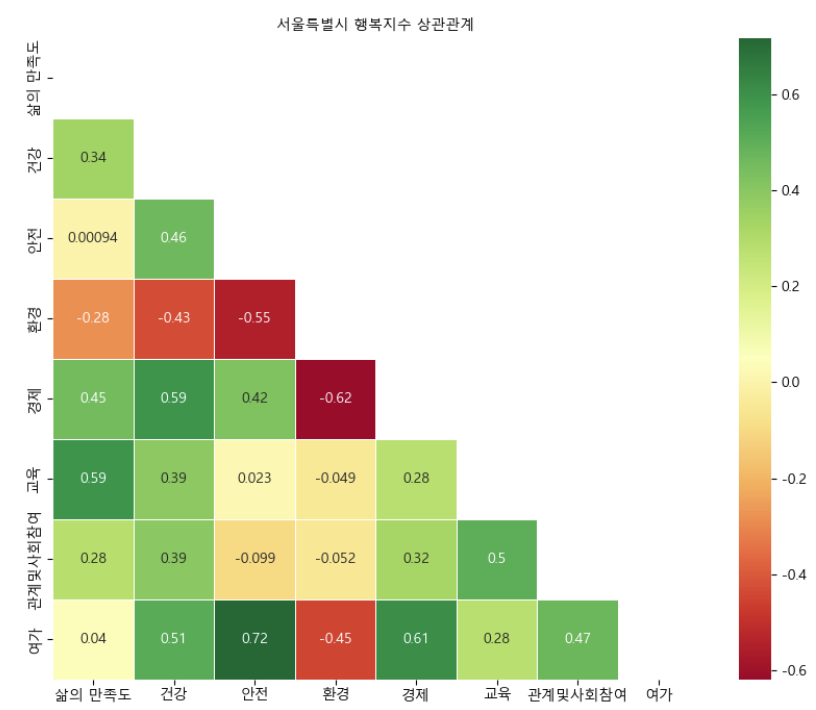 서울특별시 행복지수 상관관계
삶의 만족도
건강 0.34
안전 0.00094 0.46
환경 -0.28 -0.43 -0.55
경제 0.45 0.59 0.42 -0.62
교육 0.59 0.39 0.023 -0.049 0.28
관계및사회참여 0.28 0.39 -0.099 -0.052 0.32 0.5
여가 0.04 0.51 0.72 -0.45 0.61 0.28 0.47
삶의 만족도 건강 안전 환경 경제 교육 관계및사회참여 여가
0.6
0.4
0.2
0.0
-0.2
-0.4
-0.6